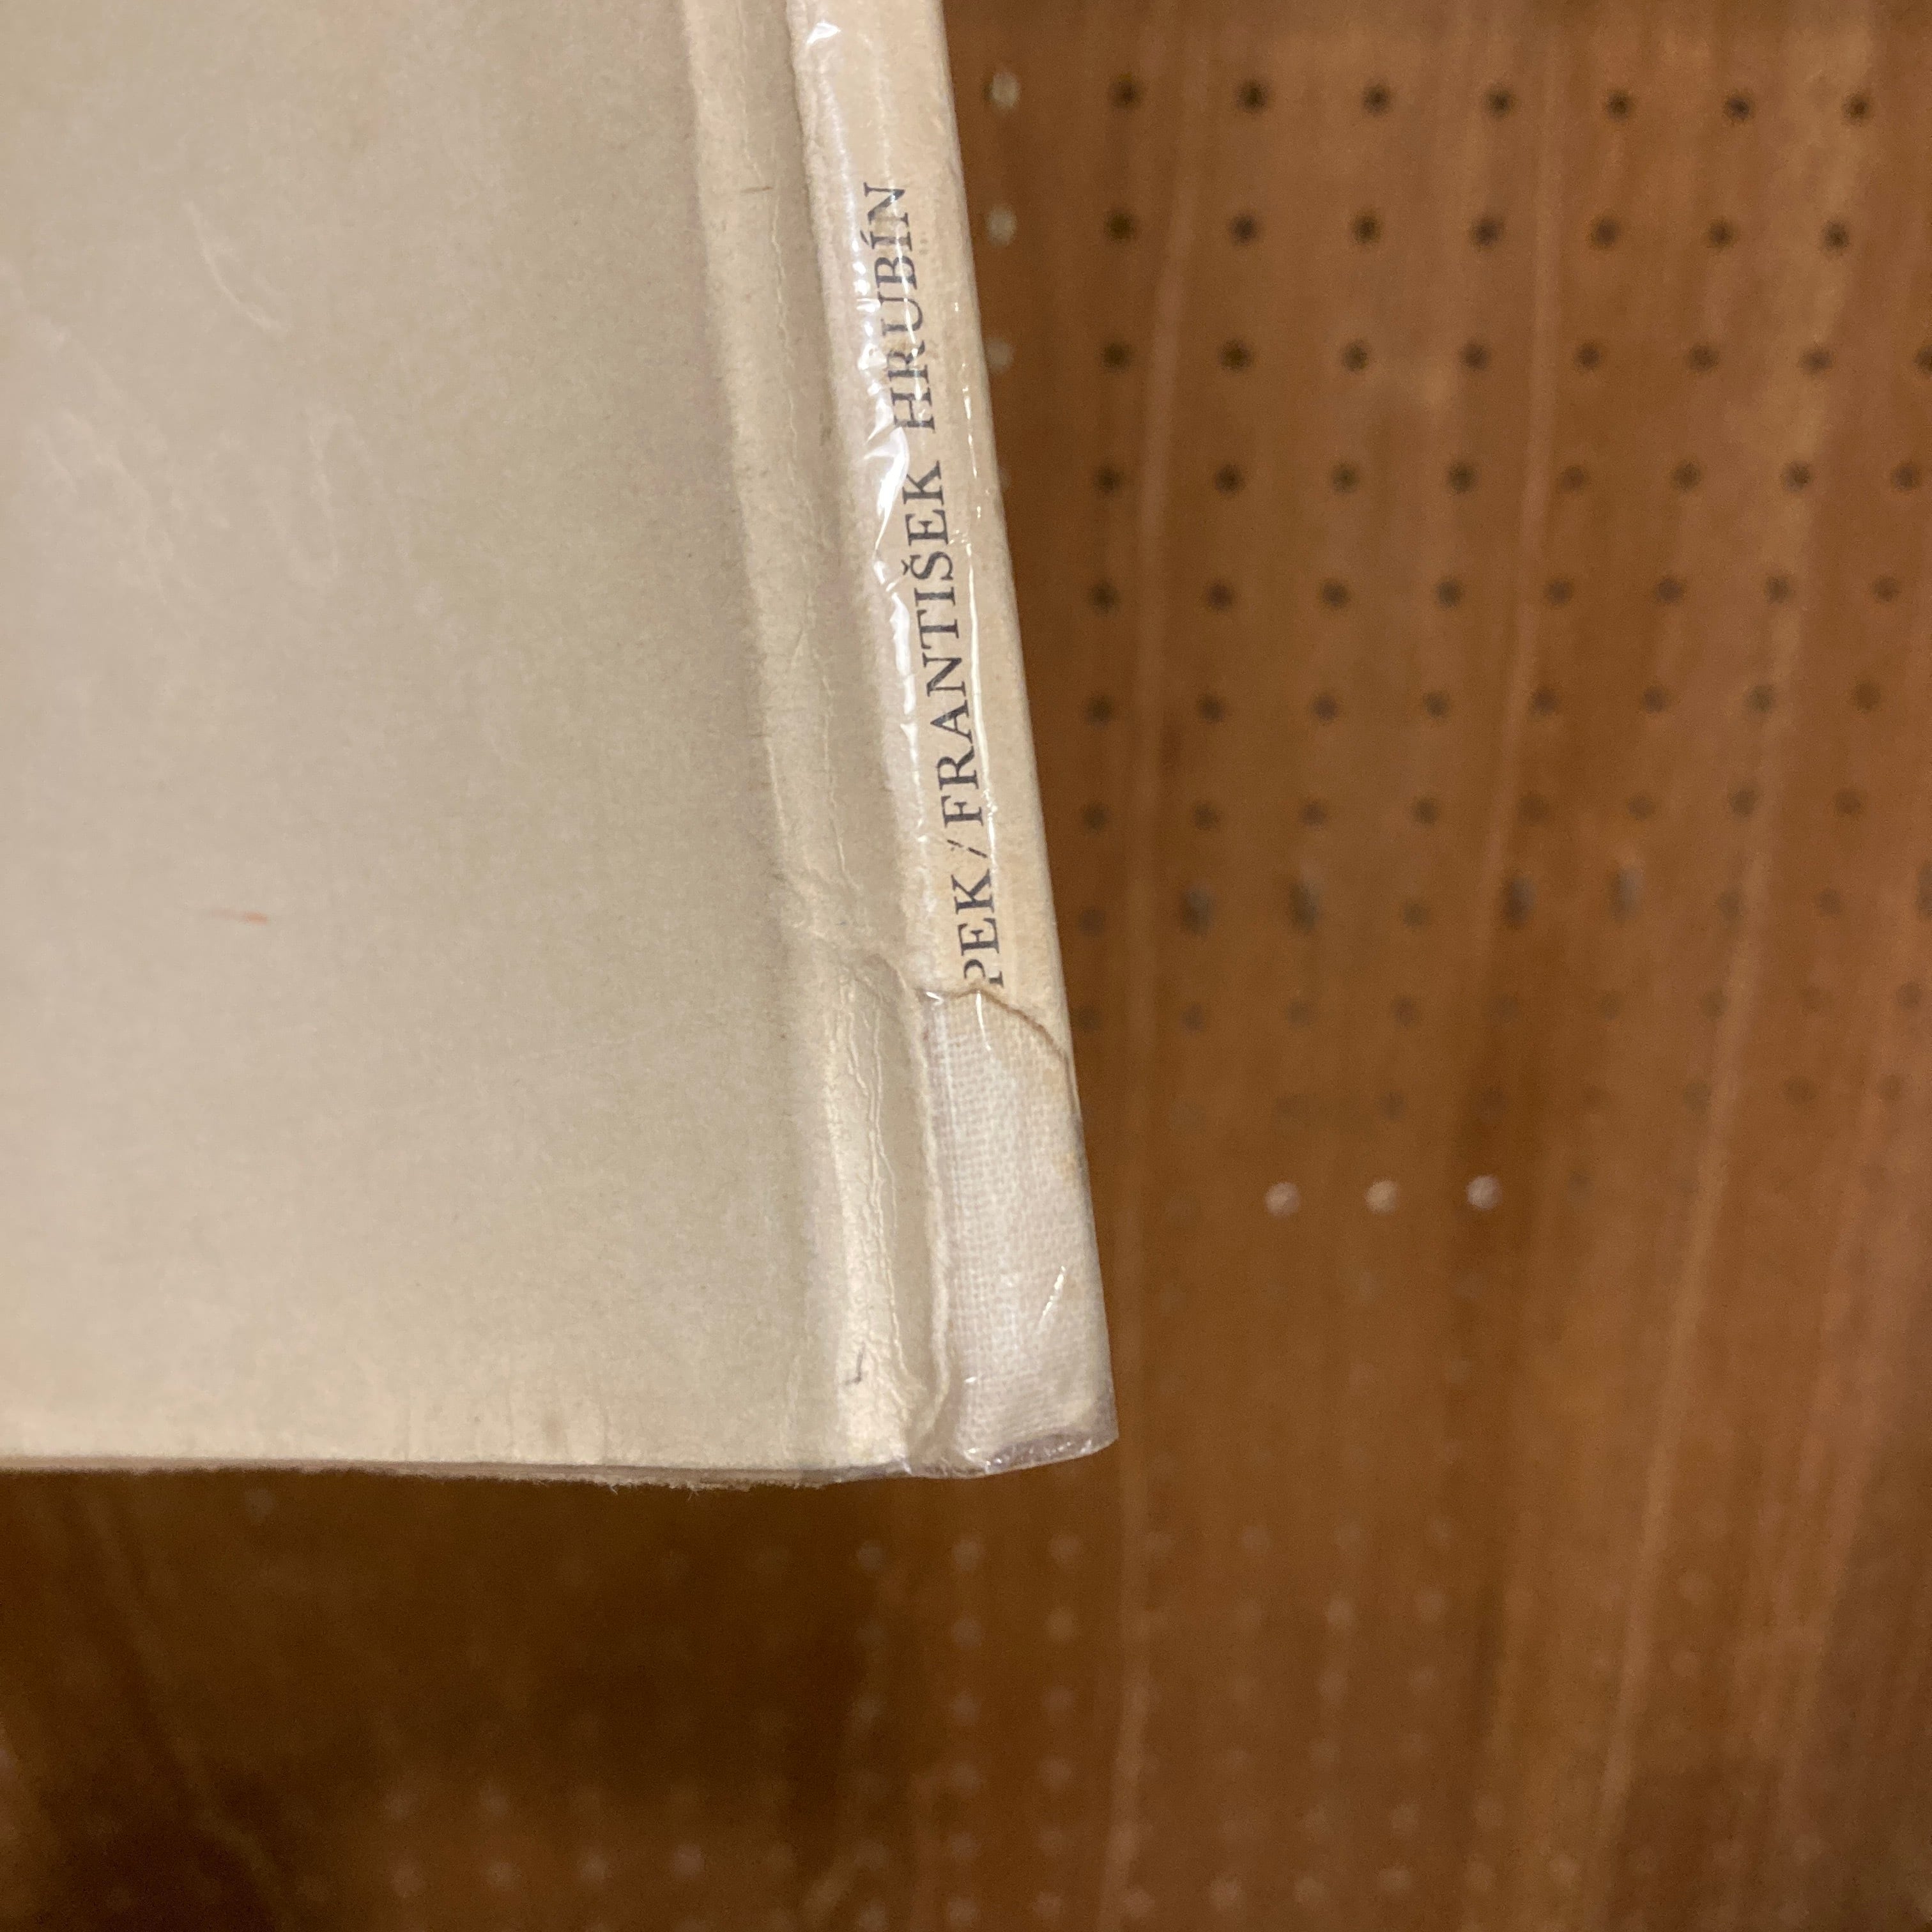 PEK / FRANTIŠEK HRUBÍN